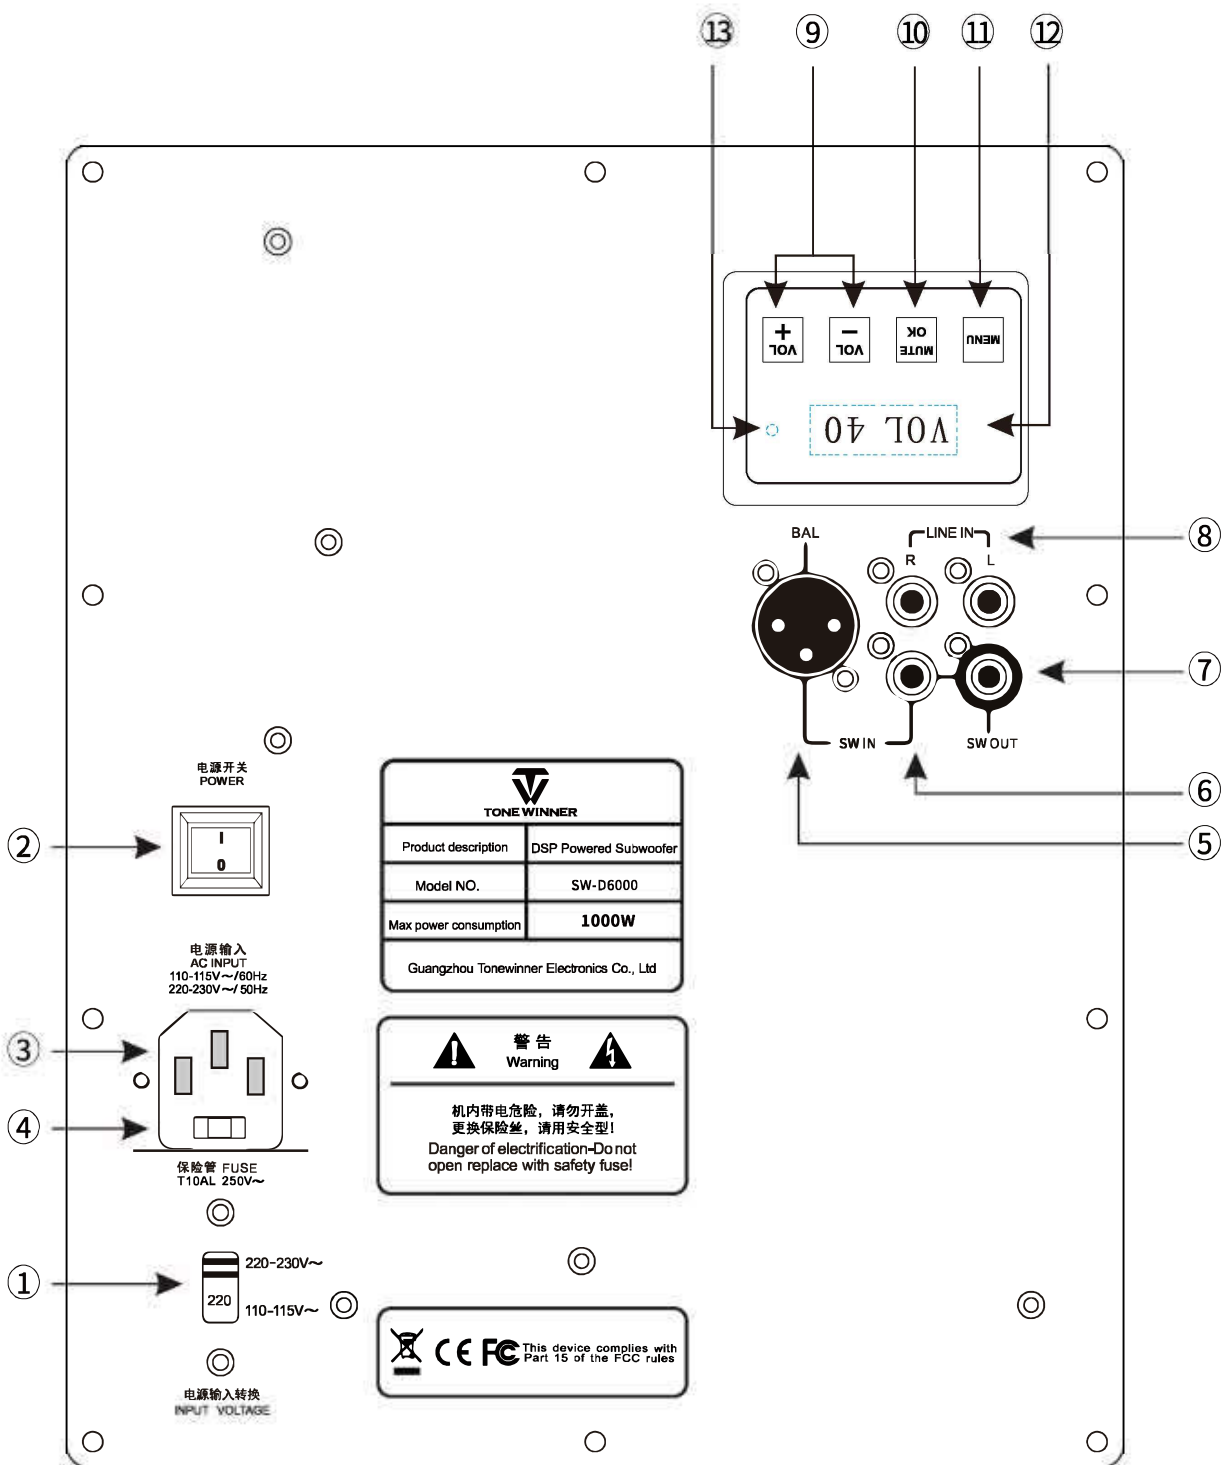 ⑬ ⑨ ⑩ ⑪ ⑫
+
VOL
−
VOL
OK
MUTE
MENU
VOL 40
BAL
LINE IN
R
L
⑧
⑦
SW IN
SW OUT
⑥
⑤
电源开关
POWER
②
I
0
TONE WINNER
Product description
DSP Powered Subwoofer
Model NO.
SW-D6000
Max power consumption
1000W
Guangzhou Tonewinner Electronics Co., Ltd
电源输入
AC INPUT
110-115V～/60Hz
220-230V～/50Hz
③
④
警告
Warning
机内带电危险，请勿开盖，
更换保险丝，请用安全型！
Danger of electrification-Do not
open replace with safety fuse!
保险管 FUSE
T10AL 250V～
①
220-230V～
220
110-115V～
电源输入转换
INPUT VOLTAGE
CE FC This device complies with
Part 15 of the FCC rules